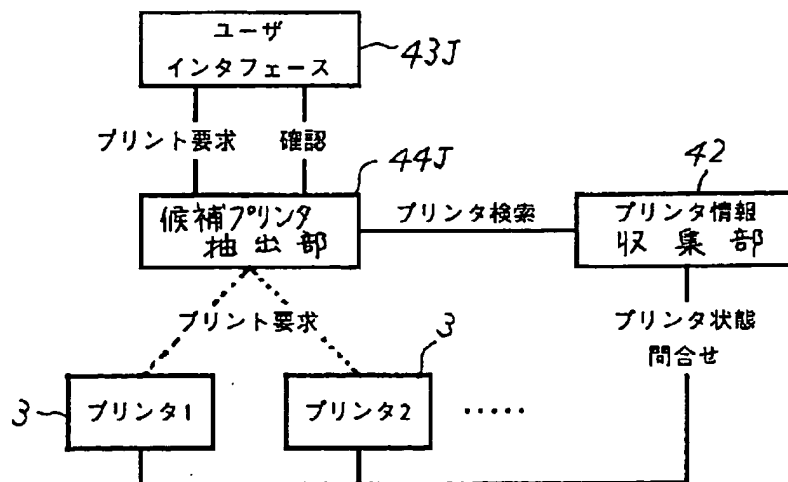 ユーザ
インタフェース
43J
プリント要求
確認
44J
42
候補プリンタ
抽出部
プリンタ検索
プリンタ情報
収集部
プリント要求
プリンタ状態
問合せ
3
3
プリンタ1
プリンタ2
.....